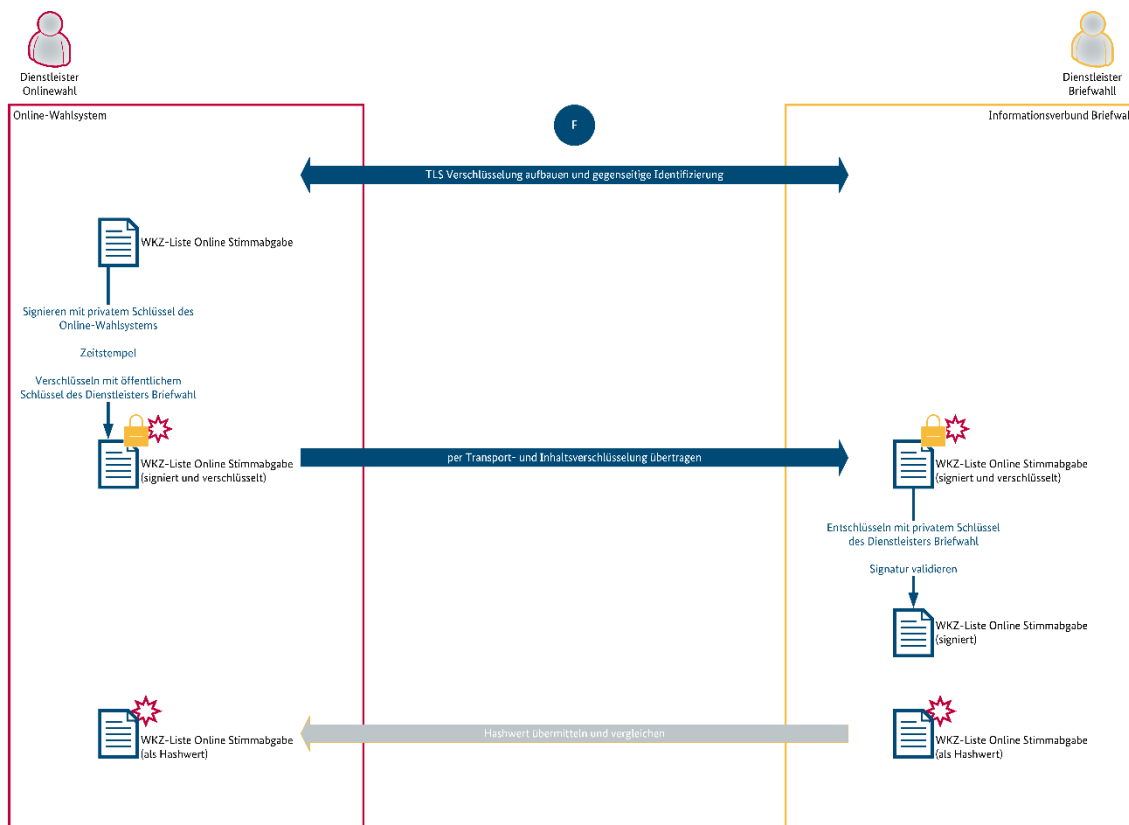 Dienstleister
Onlinewahl
Dienstleister
Briefwahll
Online-Wahlsystem
Informationsverbund Briefwahl
F
TLS Verschlüsselung aufbauen und gegenseitige Identifizierung
WKZ-Liste Online Stimmabgabe
Signieren mit privatem Schlüssel des
Online-Wahlsystems
Zeitstempel
Verschlüsseln mit öffentlichem
Schlüssel des Dienstleisters Briefwahl
WKZ-Liste Online Stimmabgabe
(signiert und verschlüsselt)
per Transport- und Inhaltsverschlüsselung übertragen
WKZ-Liste Online Stimmabgabe
(signiert und verschlüsselt)
Entschlüsseln mit privatem Schlüssel
des Dienstleisters Briefwahl
Signatur validieren
WKZ-Liste Online Stimmabgabe
(signiert)
WKZ-Liste Online Stimmabgabe
(als Hashwert)
Hashwert übermitteln und vergleichen
WKZ-Liste Online Stimmabgabe
(als Hashwert)